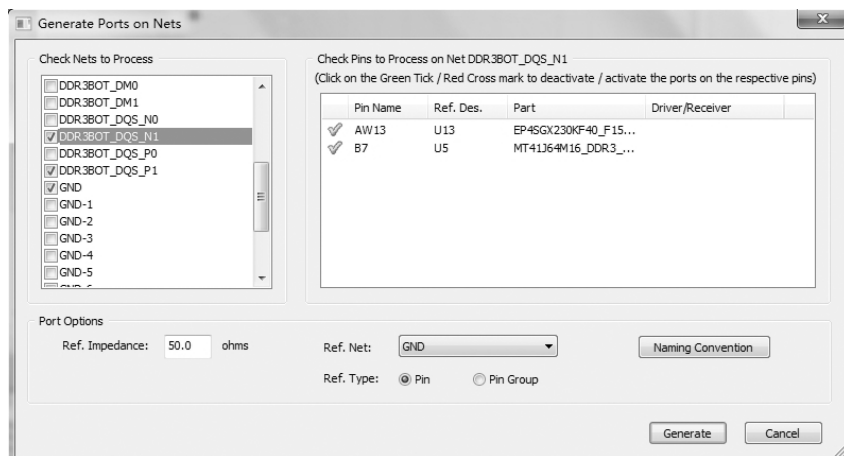 Generate Ports on Nets
Check Nets to Process
DDR3BOT_DM0
DDR3BOT_DM1
DDR3BOT_DQS_N0
DDR3BOT_DQS_N1
DDR3BOT_DQS_P0
DDR3BOT_DQS_P1
GND
GND-1
GND-2
GND-3
GND-4
GND-5
Check Pins to Process on Net DDR3BOT_DQS_N1
(Click on the Green Tick / Red Cross mark to deactivate / activate the ports on the respective pins)
Pin Name Ref. Des. Part Driver/Receiver
AW13 U13 EP4SGX230KF40_F15...
B7 U5 MT41J64M16_DDR3_...
Port Options
Ref. Impedance: 50.0 ohms
Ref. Net: GND
Naming Convention
Ref. Type: Pin Pin Group
Generate Cancel